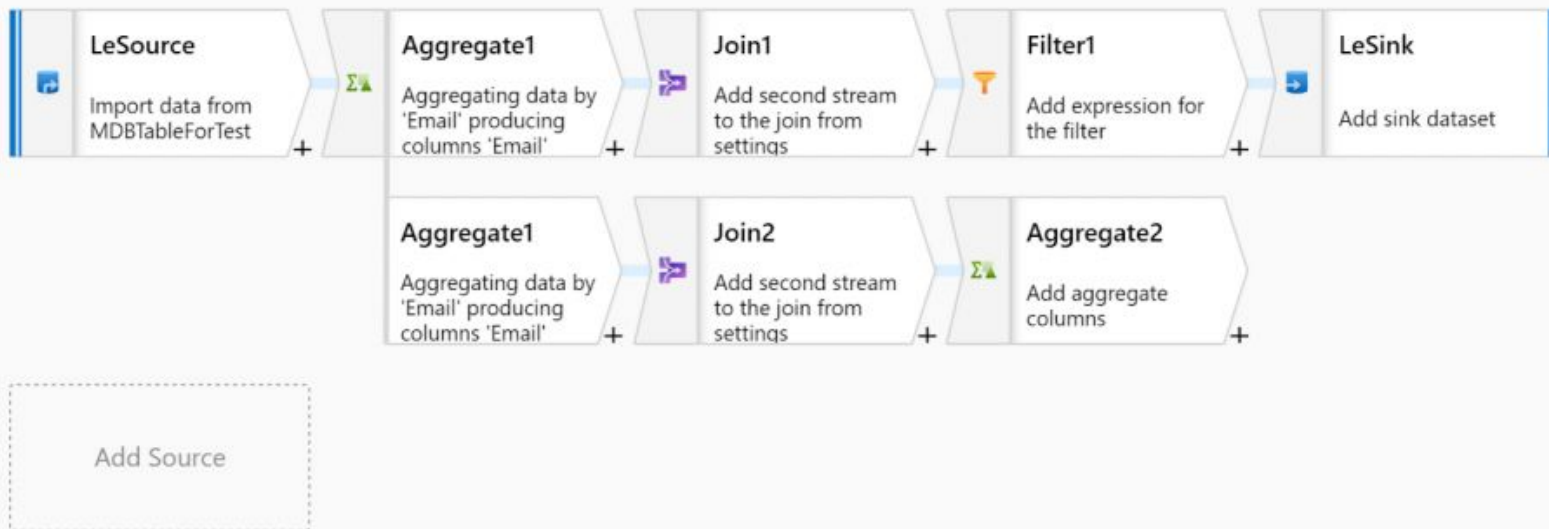 LeSource
Import data from
MDBTableForTest
+
Aggregate1
Aggregating data by
'Email' producing
columns 'Email'
+
Join1
Add second stream
to the join from
settings
+
Filter1
Add expression for
the filter
+
LeSink
Add sink dataset
Aggregate1
Aggregating data by
'Email' producing
columns 'Email'
+
Join2
Add second stream
to the join from
settings
+
Aggregate2
Add aggregate
columns
+
Add Source